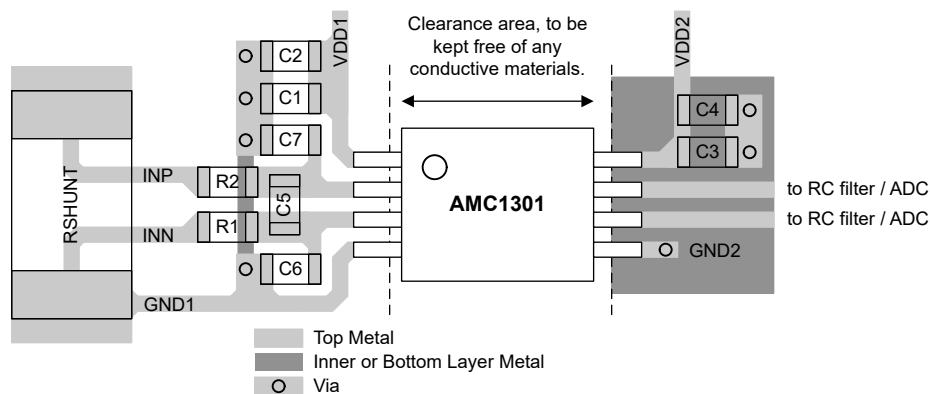 Clearance area, to be
kept free of any
conductive materials.
VDD1
VDD2
C2
C1
C7
C4
C3
RSHUNT
INP
R2
C5
AMC1301
to RC filter / ADC
INN
R1
to RC filter / ADC
C6
GND2
GND1
Top Metal
Inner or Bottom Layer Metal
Via